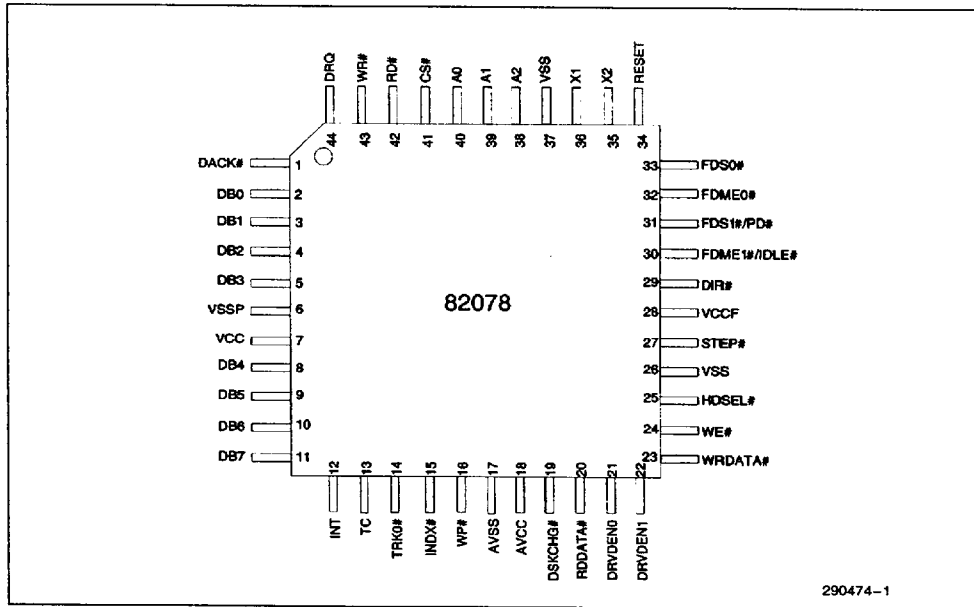 DRQ
WR#
RD#
CS#
A0
A1
A2
VSS
X1
X2
RESET
44
43
42
41
40
39
38
37
36
35
34
DACK# 1
DB0 2
DB1 3
DB2 4
DB3 5
VSSP 6
VCC 7
DB4 8
DB5 9
DB6 10
DB7 11
82078
33 FDS0#
32 FDME0#
31 FDS1#/PD#
30 FDME1#/IDLE#
29 DIR#
28 VCCF
27 STEP#
26 VSS
25 HDSEL#
24 WE#
23 WRDATA#
12
13
14
15
16
17
18
19
20
21
22
INT
TC
TRK0#
INDX#
WP#
AVSS
AVCC
DSKCHG#
RDDATA#
DRVDEN0
DRVDEN1
290474-1